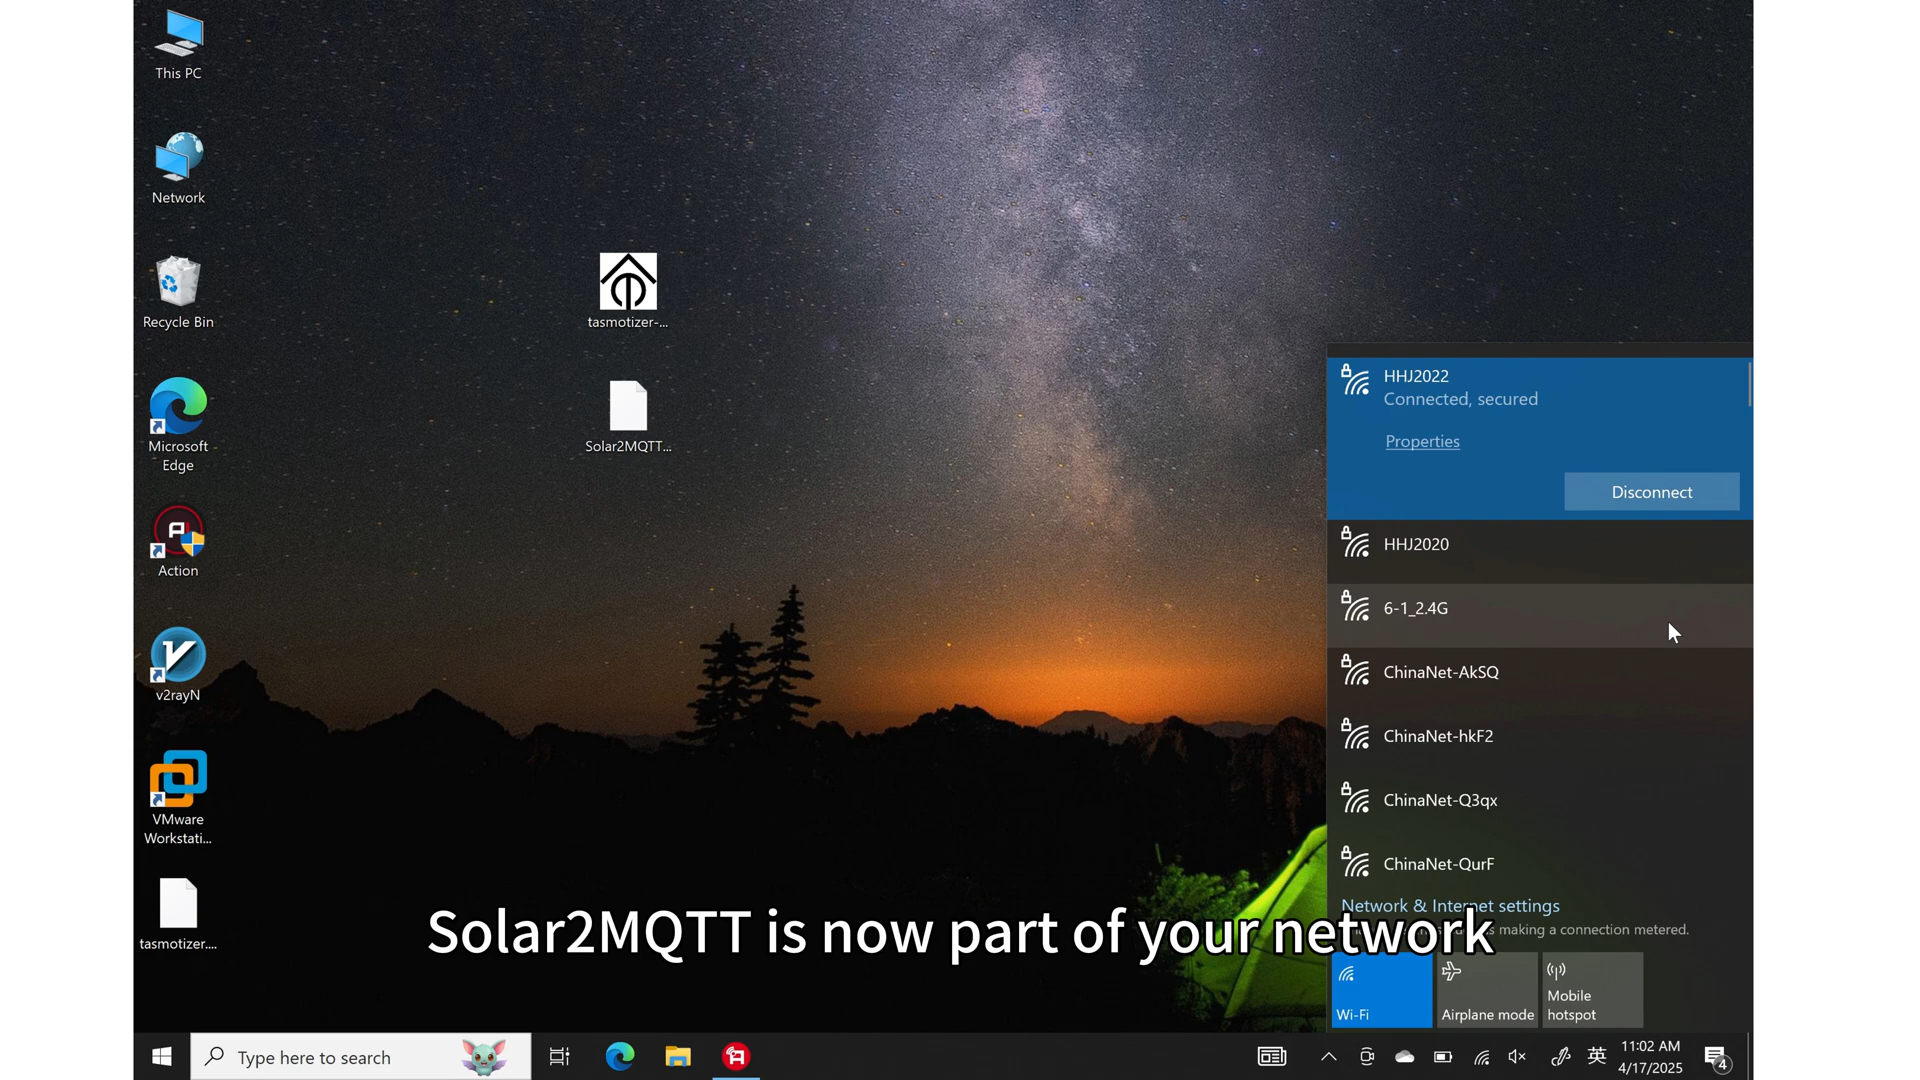 This PC
Network
Recycle Bin
Microsoft
Edge
Action
v2rayN
VMware
Workstati...
tasmotizer....
tasmotizer-...
Solar2MQTT...
HHJ2022
Connected, secured
Properties
Disconnect
HHJ2020
6-1_2.4G
ChinaNet-AkSQ
ChinaNet-hkF2
ChinaNet-Q3qx
ChinaNet-QurF
Network & Internet settings
making a connection metered.
Solar2MQTT is now part of your network
Wi-Fi
Airplane mode
Mobile
hotspot
Type here to search
英
11:02 AM
4/17/2025
4